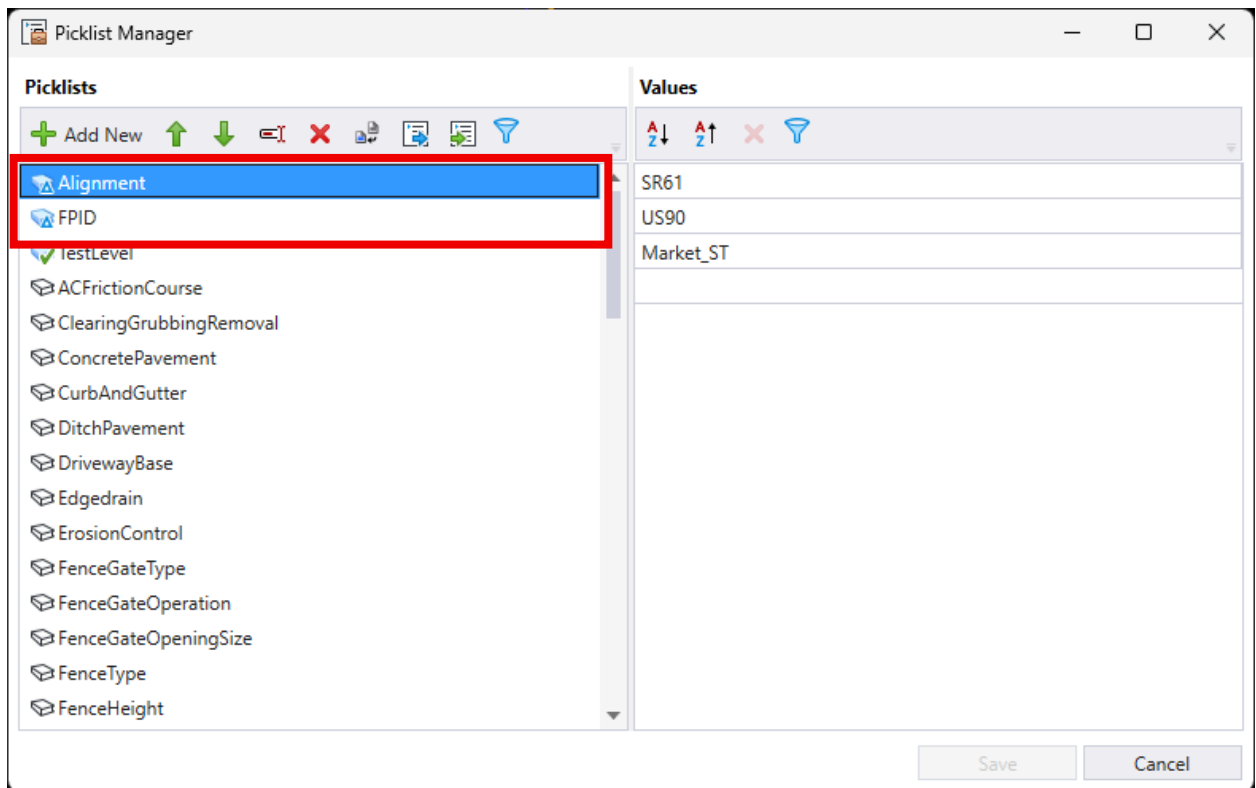 Picklist Manager
Picklists
Values
Add New
Alignment
FPID
TestLevel
ACFrictionCourse
ClearingGrubbingRemoval
ConcretePavement
CurbAndGutter
DitchPavement
DrivewayBase
Edgedrain
ErosionControl
FenceGateType
FenceGateOperation
FenceGateOpeningSize
FenceType
FenceHeight
SR61
US90
Market_ST
Save
Cancel